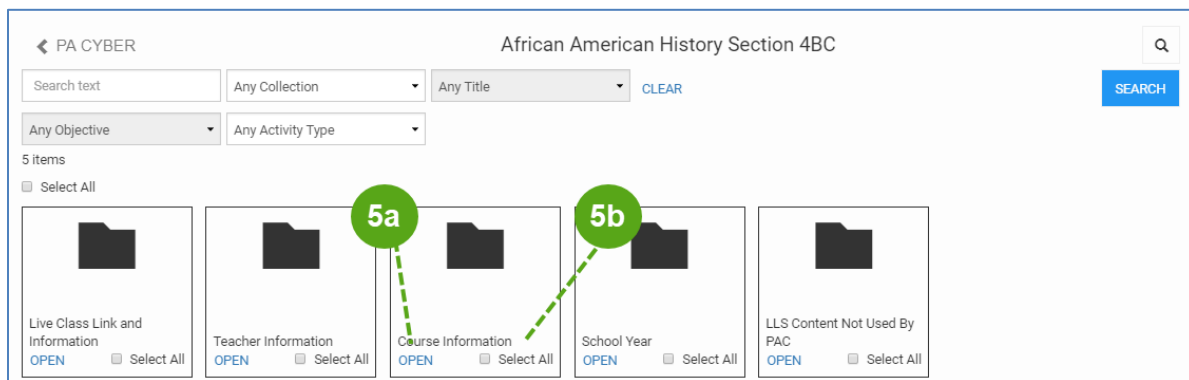 PA CYBER
African American History Section 4BC
Search text
Any Collection
Any Title
CLEAR
SEARCH
Any Objective
Any Activity Type
5 items
Select All
5a
5b
Live Class Link and
Information
OPEN
Select All
Teacher Information
OPEN
Select All
Course Information
OPEN
Select All
School Year
OPEN
Select All
LLS Content Not Used By
PAC
OPEN
Select All